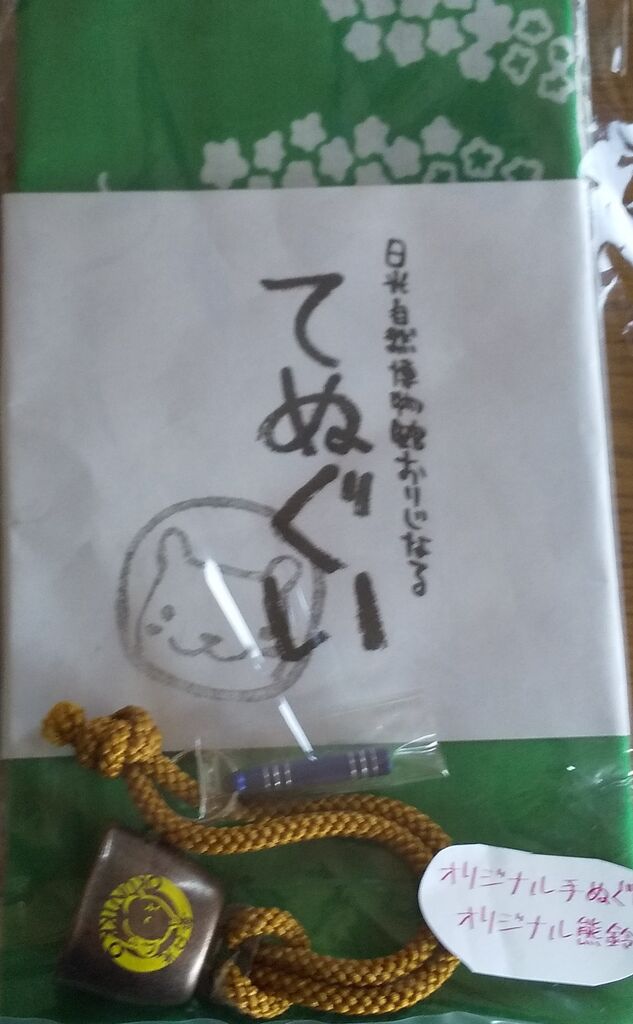 日光自然博物館おりじなる
てぬぐい
オリジナル手ぬぐ
オリジナル熊鈴